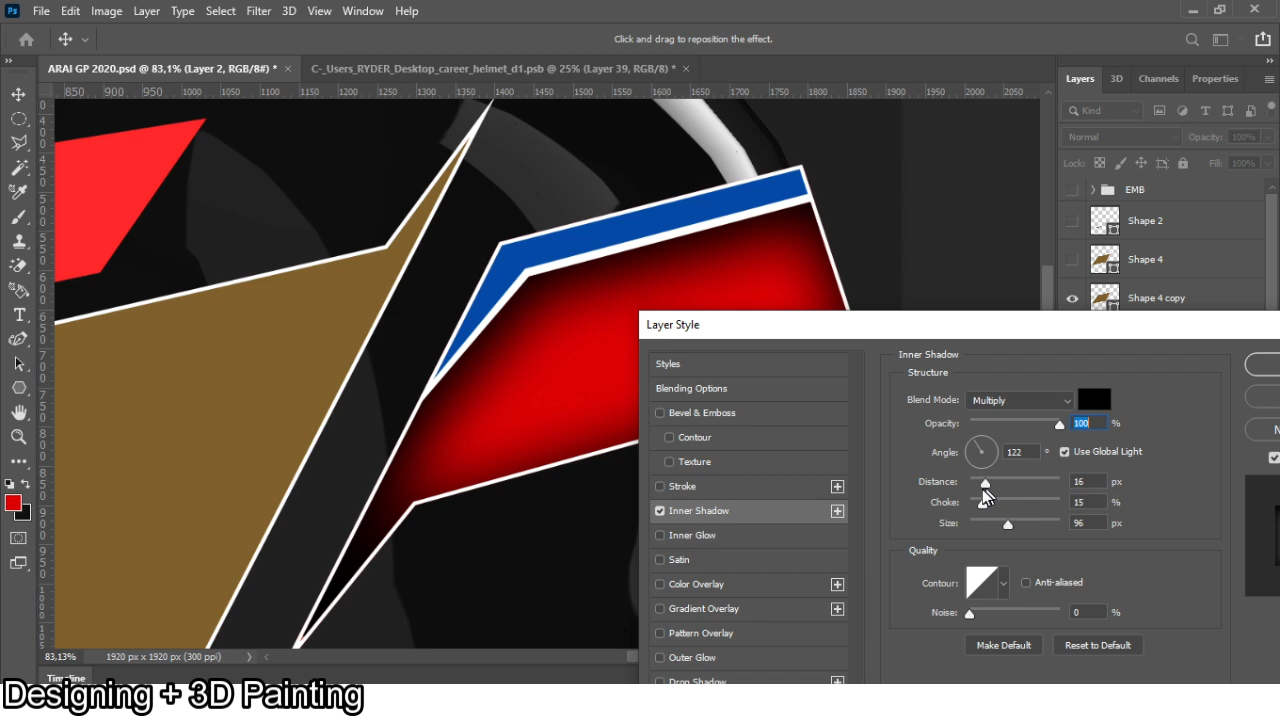 Ps File Edit Image Layer Type Select Filter 3D View Window Help
Click and drag to reposition the effect.
ARAI GP 2020.psd @ 83,1% (Layer 2, RGB/8#) * ×
C-_Users_RYDER_Desktop_career_helmet_d1.psb @ 25% (Layer 39, RGB/8) * ×
Layers 3D Channels Properties
850 900 950 1000 1050 1100 1150 1200 1250 1300 1350 1400 1450 1500 1550 1600 1650 1700 1750 1800 1850 1900 1950 2000 2050
Kind
Normal Opacity: 100%
Lock: Fill: 100%
EMB
Shape 2
Shape 4
Shape 4 copy
Layer Style
Styles
Blending Options
Bevel & Emboss
Contour
Texture
Stroke
Inner Shadow
Inner Glow
Satin
Color Overlay
Gradient Overlay
Pattern Overlay
Outer Glow
Drop Shadow
Inner Shadow
Structure
Blend Mode: Multiply
Opacity: 100 %
Angle: 122 ° Use Global Light
Distance: 16 px
Choke: 15 %
Size: 96 px
Quality
Contour: Anti-aliased
Noise: 0 %
Make Default Reset to Default
N
83,13% 1920 px x 1920 px (300 ppi)
Timeline
Designing + 3D Painting